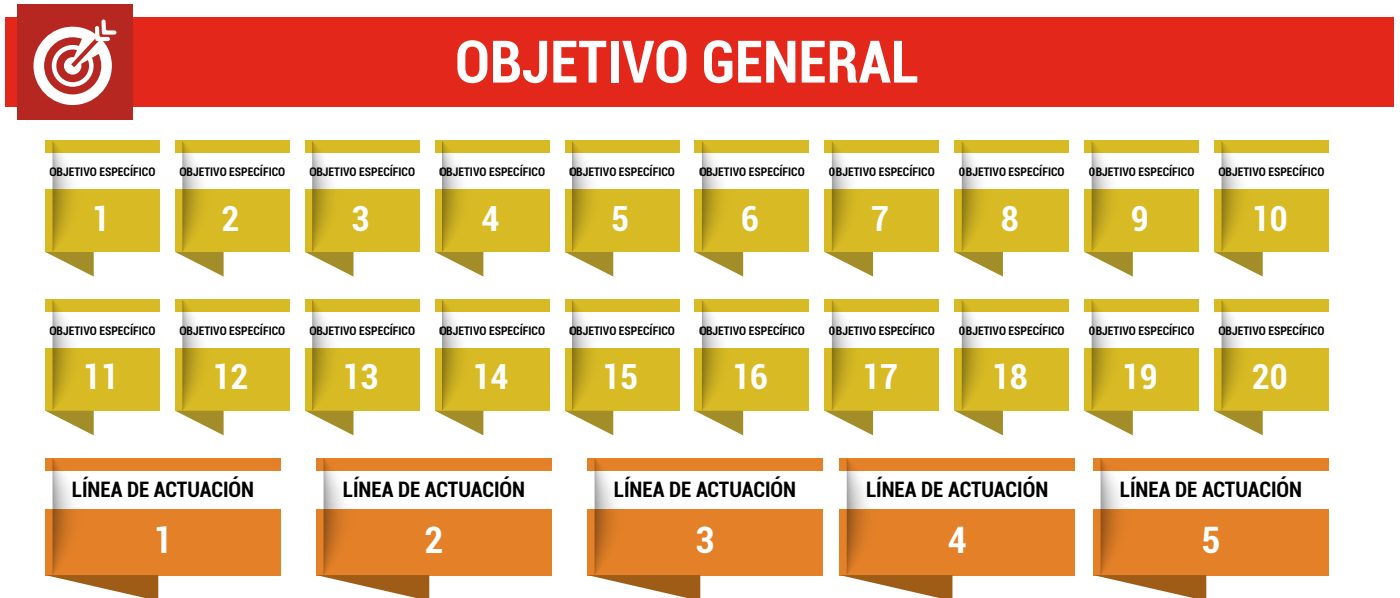 OBJETIVO GENERAL
OBJETIVO ESPECÍFICO OBJETIVO ESPECÍFICO OBJETIVO ESPECÍFICO OBJETIVO ESPECÍFICO OBJETIVO ESPECÍFICO OBJETIVO ESPECÍFICO OBJETIVO ESPECÍFICO OBJETIVO ESPECÍFICO OBJETIVO ESPECÍFICO OBJETIVO ESPECÍFICO
1 2 3 4 5 6 7 8 9 10
OBJETIVO ESPECÍFICO OBJETIVO ESPECÍFICO OBJETIVO ESPECÍFICO OBJETIVO ESPECÍFICO OBJETIVO ESPECÍFICO OBJETIVO ESPECÍFICO OBJETIVO ESPECÍFICO OBJETIVO ESPECÍFICO OBJETIVO ESPECÍFICO OBJETIVO ESPECÍFICO
11 12 13 14 15 16 17 18 19 20
LÍNEA DE ACTUACIÓN LÍNEA DE ACTUACIÓN LÍNEA DE ACTUACIÓN LÍNEA DE ACTUACIÓN LÍNEA DE ACTUACIÓN
1 2 3 4 5